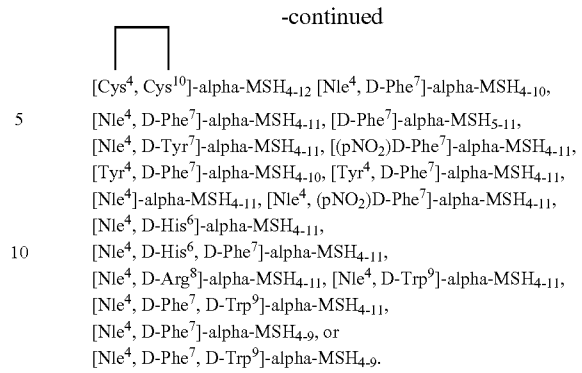 -continued
[Cys⁴, Cys¹⁰]-alpha-MSH₄₋₁₂ [Nle⁴, D-Phe⁷]-alpha-MSH₄₋₁₀,
5 [Nle⁴, D-Phe⁷]-alpha-MSH₄₋₁₁, [D-Phe⁷]-alpha-MSH₅₋₁₁,
[Nle⁴, D-Tyr⁷]-alpha-MSH₄₋₁₁, [(pNO₂)D-Phe⁷]-alpha-MSH₄₋₁₁,
[Tyr⁴, D-Phe⁷]-alpha-MSH₄₋₁₀, [Tyr⁴, D-Phe⁷]-alpha-MSH₄₋₁₁,
[Nle⁴]-alpha-MSH₄₋₁₁, [Nle⁴, (pNO₂)D-Phe⁷]-alpha-MSH₄₋₁₁,
[Nle⁴, D-His⁶]-alpha-MSH₄₋₁₁,
10 [Nle⁴, D-His⁶, D-Phe⁷]-alpha-MSH₄₋₁₁,
[Nle⁴, D-Arg⁸]-alpha-MSH₄₋₁₁, [Nle⁴, D-Trp⁹]-alpha-MSH₄₋₁₁,
[Nle⁴, D-Phe⁷, D-Trp⁹]-alpha-MSH₄₋₁₁,
[Nle⁴, D-Phe⁷]-alpha-MSH₄₋₉, or
[Nle⁴, D-Phe⁷, D-Trp⁹]-alpha-MSH₄₋₉.